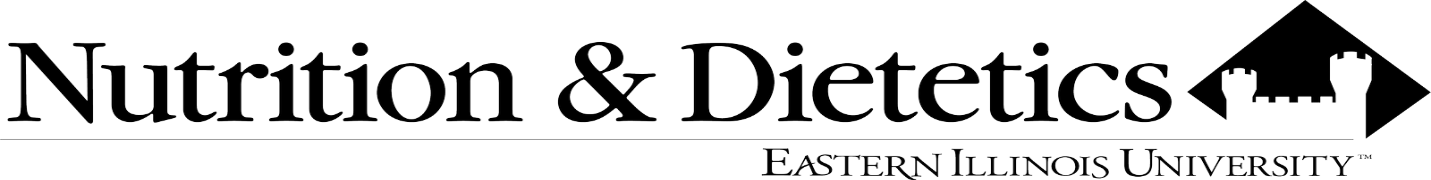 Nutrition & Dietetics
EASTERN ILLINOIS UNIVERSITY™